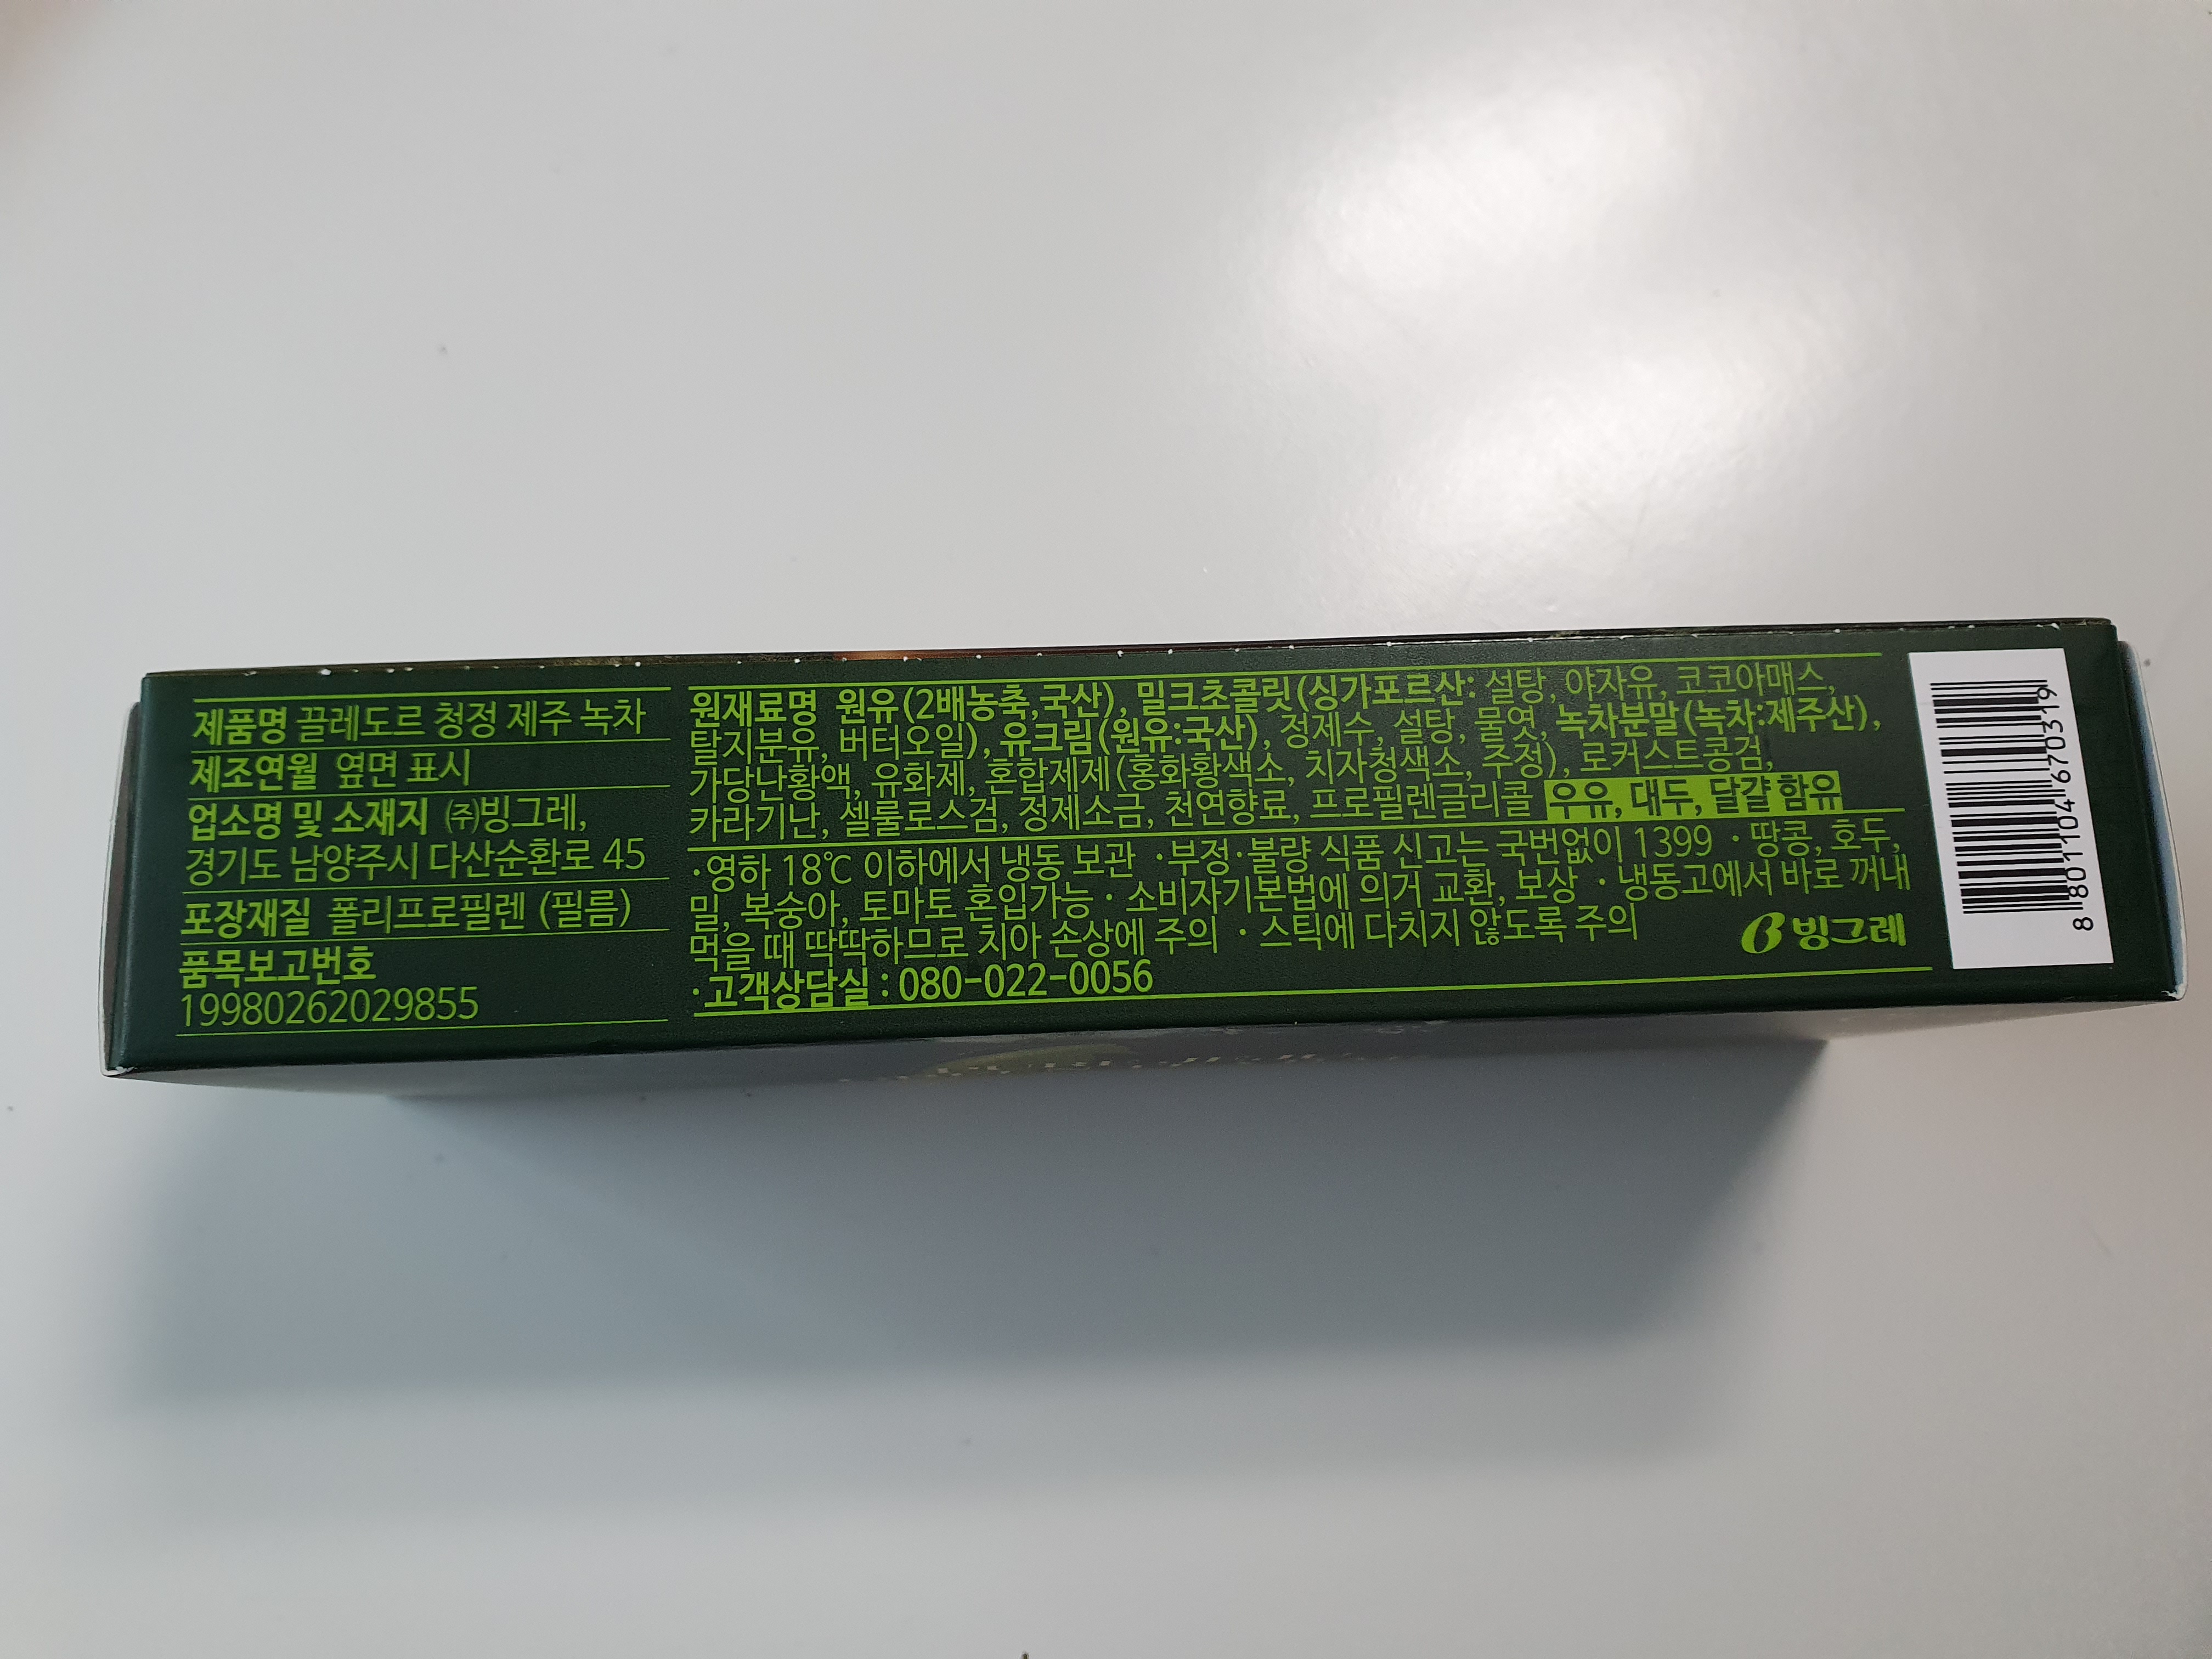 제품명 끌레도르 청정 제주 녹차
제조연월 옆면 표시
업소명 및 소재지 ㈜빙그레,
경기도 남양주시 다산순환로 45
포장재질 폴리프로필렌 (필름)
품목보고번호
19980262029855
원재료명 원유(2배농축,국산), 밀크초콜릿(싱가포르산: 설탕, 야자유, 코코아매스,
탈지분유, 버터오일), 유크림(원유:국산), 정제수, 설탕, 물엿, 녹차분말(녹차:제주산),
가당난황액, 유화제, 혼합제제(홍화황색소, 치자청색소, 주정), 로커스트콩검,
카라기난, 셀룰로스검, 정제소금, 천연향료, 프로필렌글리콜 우유, 대두, 달걀 함유
·영하 18℃ 이하에서 냉동 보관 ·부정·불량 식품 신고는 국번없이 1399 · 땅콩, 호두,
밀, 복숭아, 토마토 혼입가능 · 소비자기본법에 의거 교환, 보상 · 냉동고에서 바로 꺼내
먹을 때 딱딱하므로 치아 손상에 주의 · 스틱에 다치지 않도록 주의
·고객상담실 : 080-022-0056
빙그레
8 801104 670319